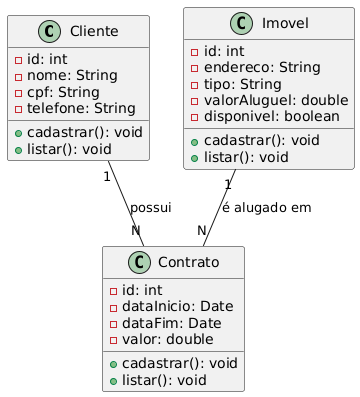 C Cliente
id: int
nome: String
cpf: String
telefone: String
cadastrar(): void
listar(): void
C Imovel
id: int
endereco: String
tipo: String
valorAluguel: double
disponivel: boolean
cadastrar(): void
listar(): void
1
1
possui
é alugado em
N
N
C Contrato
id: int
dataInicio: Date
dataFim: Date
valor: double
cadastrar(): void
listar(): void